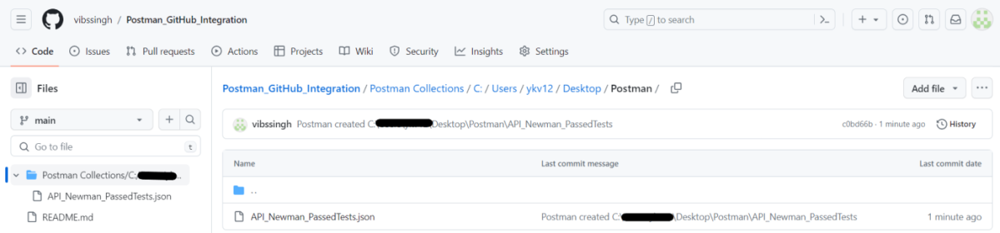 vibssingh / Postman_GitHub_Integration
Type / to search
Code Issues Pull requests Actions Projects Wiki Security Insights Settings
Files
main
Go to file t
Postman Collections/C:
...
API_Newman_PassedTests.json
README.md
Postman_GitHub_Integration / Postman Collections / C: / Users / ykv12 / Desktop / Postman /
Add file
vibssingh Postman created C:\
Desktop\Postman\API_Newman_PassedTests
c0bd66b · 1 minute ago History
Name Last commit message Last commit date
..
API_Newman_PassedTests.json Postman created C:\
\Desktop\Postman\API_Newman_PassedTests 1 minute ago